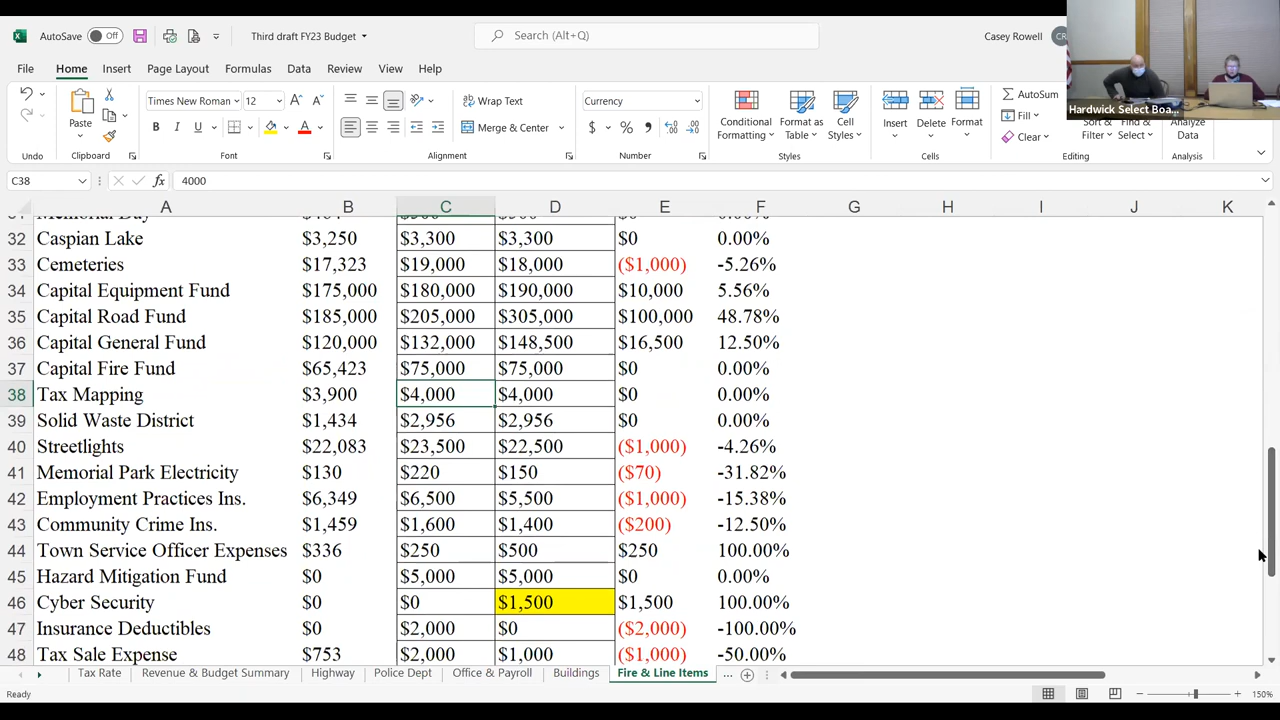 AutoSave Off Third draft FY23 Budget Search (Alt+Q) Casey Rowell CR
File Home Insert Page Layout Formulas Data Review View Help
Hardwick Select Boa...
Paste Times New Roman 12 Wrap Text Currency Conditional Formatting Format as Table Cell Styles Insert Delete Format AutoSum Fill Clear Sort & Filter Find & Select Analyze Data
B I U Merge & Center $ %
Undo Clipboard Font Alignment Number Styles Cells Editing Analysis
C38 fx 4000
A B C D E F G H I J K
32 Caspian Lake $3,250 $3,300 $3,300 $0 0.00%
33 Cemeteries $17,323 $19,000 $18,000 ($1,000) -5.26%
34 Capital Equipment Fund $175,000 $180,000 $190,000 $10,000 5.56%
35 Capital Road Fund $185,000 $205,000 $305,000 $100,000 48.78%
36 Capital General Fund $120,000 $132,000 $148,500 $16,500 12.50%
37 Capital Fire Fund $65,423 $75,000 $75,000 $0 0.00%
38 Tax Mapping $3,900 $4,000 $4,000 $0 0.00%
39 Solid Waste District $1,434 $2,956 $2,956 $0 0.00%
40 Streetlights $22,083 $23,500 $22,500 ($1,000) -4.26%
41 Memorial Park Electricity $130 $220 $150 ($70) -31.82%
42 Employment Practices Ins. $6,349 $6,500 $5,500 ($1,000) -15.38%
43 Community Crime Ins. $1,459 $1,600 $1,400 ($200) -12.50%
44 Town Service Officer Expenses $336 $250 $500 $250 100.00%
45 Hazard Mitigation Fund $0 $5,000 $5,000 $0 0.00%
46 Cyber Security $0 $0 $1,500 $1,500 100.00%
47 Insurance Deductibles $0 $2,000 $0 ($2,000) -100.00%
48 Tax Sale Expense $753 $2,000 $1,000 ($1,000) -50.00%
Tax Rate Revenue & Budget Summary Highway Police Dept Office & Payroll Buildings Fire & Line Items ...
Ready 150%